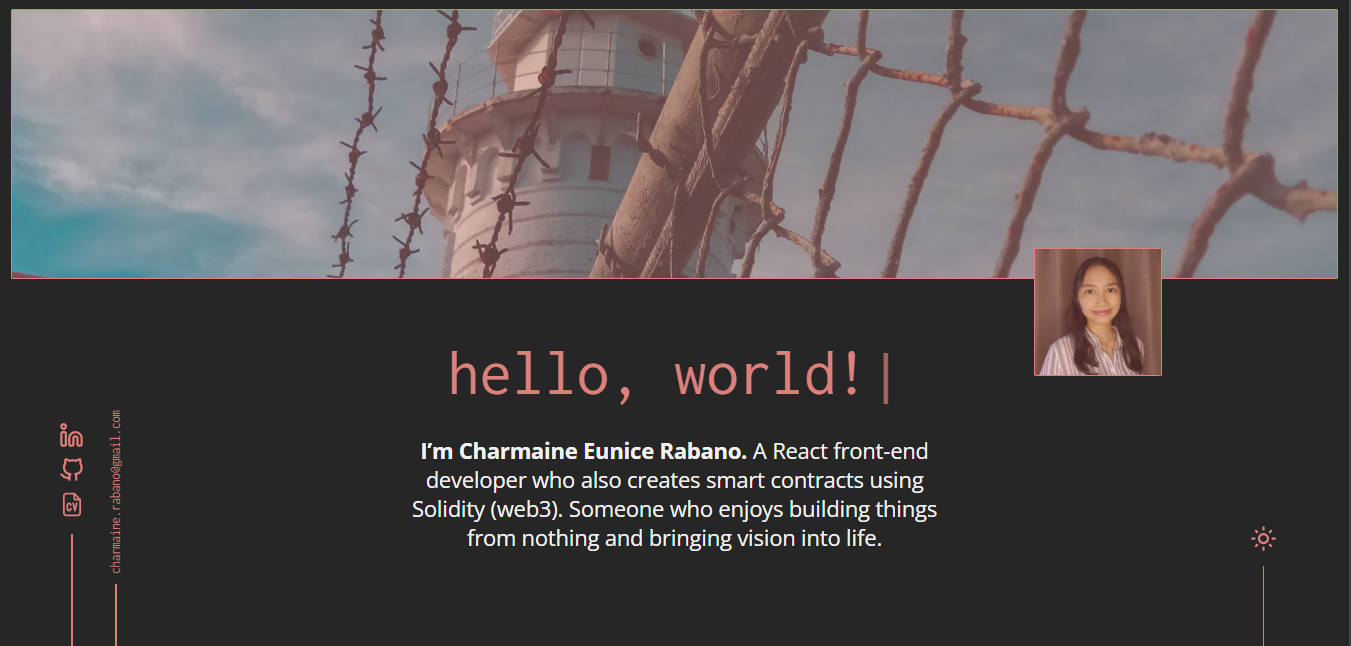 hello, world!
I’m Charmaine Eunice Rabano. A React front-end
developer who also creates smart contracts using
Solidity (web3). Someone who enjoys building things
from nothing and bringing vision into life.
charmaine.rabano@gmail.com
in
CV